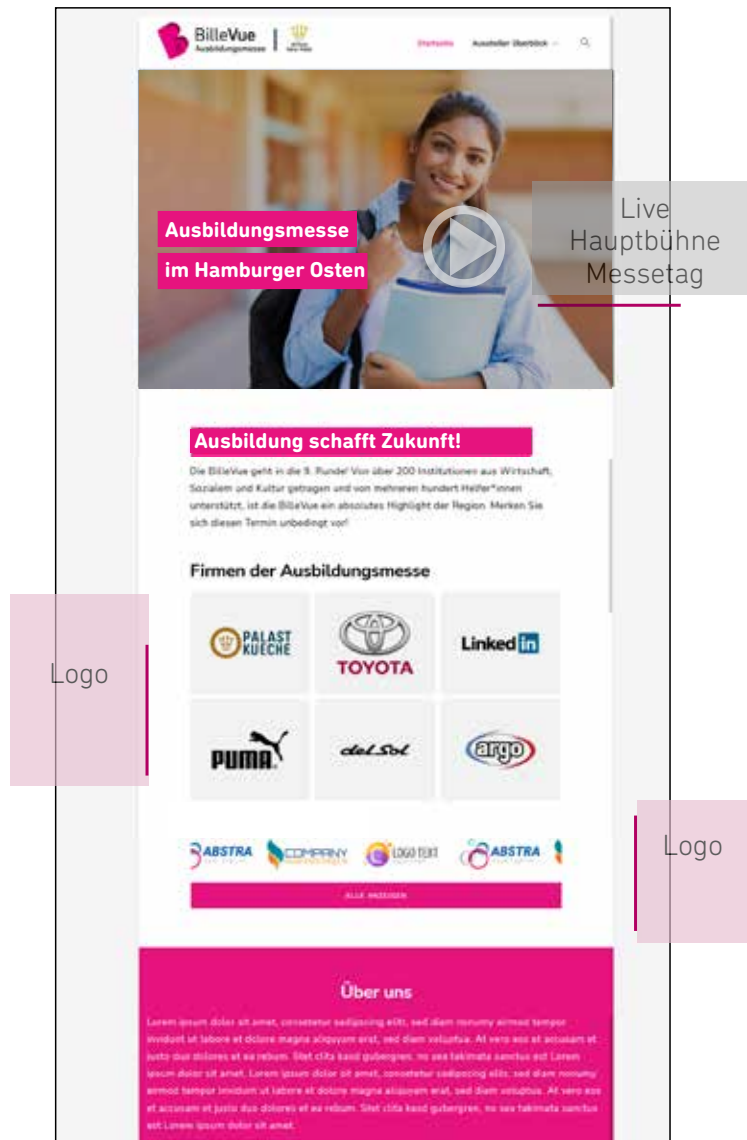 BilleVue
Ausbildungsmesse
Startseite Aussteller Überblick
Ausbildungsmesse
im Hamburger Osten
Live
Hauptbühne
Messetag
Ausbildung schafft Zukunft!
Die BilleVue geht in die 9. Runde! Von über 200 Institutionen aus Wirtschaft,
Sozialem und Kultur getragen und von mehreren hundert Helfer*innen
unterstützt, ist die BilleVue ein absolutes Highlight der Region. Merken Sie
sich diesen Termin unbedingt vor!
Firmen der Ausbildungsmesse
PALAST
KUECHE
TOYOTA
Linked in
Logo
PUMA
del Sol
argo
ABSTRA COMPANY LOGO TEXT ABSTRA
Logo
ALLE ANZEIGEN
Über uns
Lorem ipsum dolor sit amet, consetetur sadipscing elitr, sed diam nonumy eirmod tempor
invidunt ut labore et dolore magna aliquyam erat, sed diam voluptua. At vero eos et accusam et
justo duo dolores et ea rebum. Stet clita kasd gubergren, no sea takimata sanctus est Lorem
ipsum dolor sit amet. Lorem ipsum dolor sit amet, consetetur sadipscing elitr, sed diam nonumy
eirmod tempor invidunt ut labore et dolore magna aliquyam erat, sed diam voluptua. At vero eos
et accusam et justo duo dolores et ea rebum. Stet clita kasd gubergren, no sea takimata sanctus
est Lorem ipsum dolor sit amet.